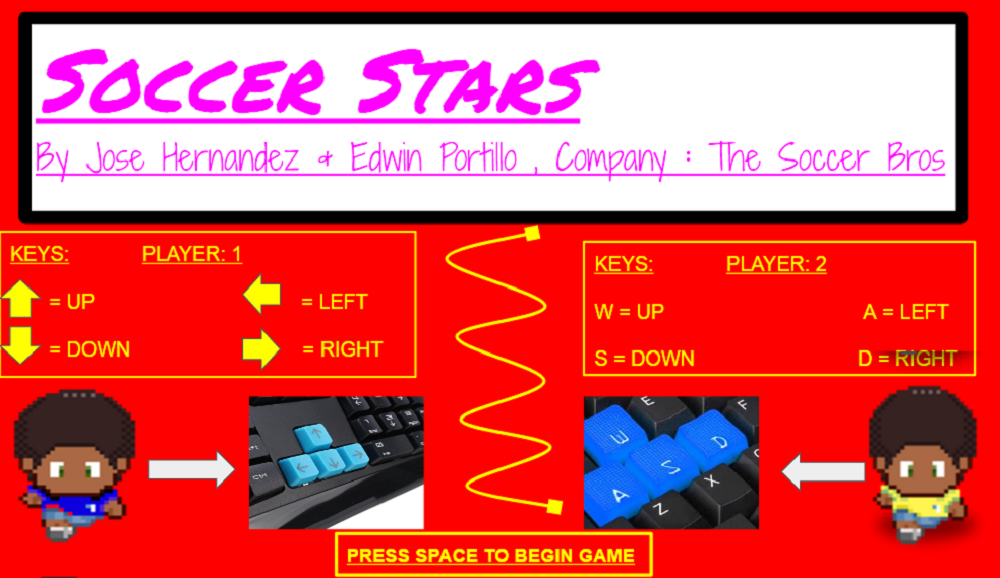 Soccer Stars
By Jose Hernandez & Edwin Portillo , Company : The Soccer Bros
KEYS: PLAYER: 1
= UP = LEFT
= DOWN = RIGHT
KEYS: PLAYER: 2
W = UP A = LEFT
S = DOWN D = RIGHT
E F
W D
S
A X
Z
PRESS SPACE TO BEGIN GAME